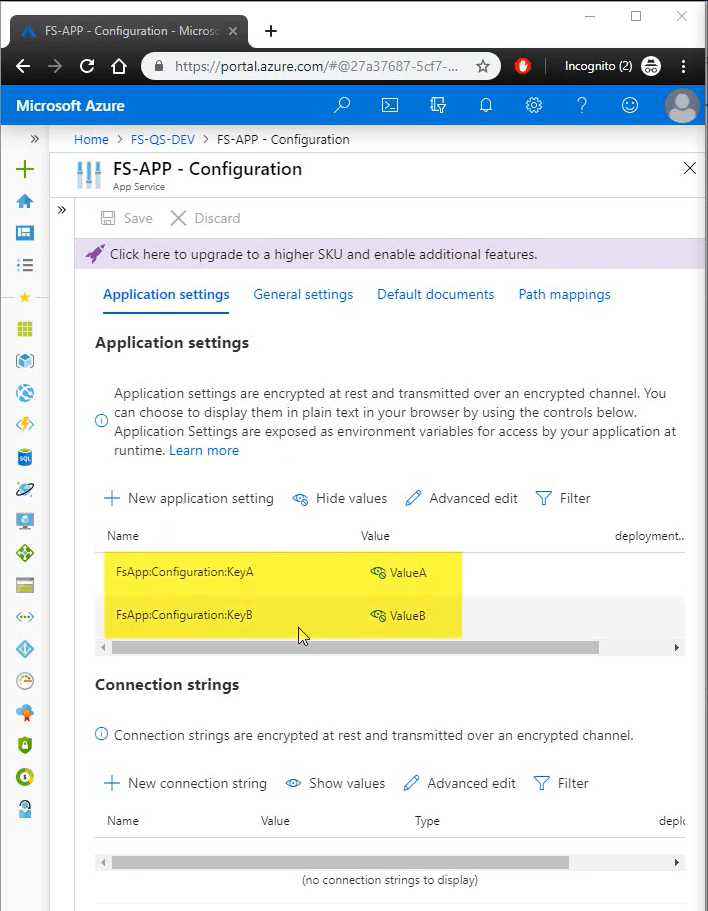 FS-APP - Configuration - Microso
https://portal.azure.com/#@27a37687-5cf7-...
Incognito (2)
Microsoft Azure
Home > FS-QS-DEV > FS-APP - Configuration
FS-APP - Configuration
App Service
Save Discard
Click here to upgrade to a higher SKU and enable additional features.
Application settings General settings Default documents Path mappings
Application settings
Application settings are encrypted at rest and transmitted over an encrypted channel. You
can choose to display them in plain text in your browser by using the controls below.
Application Settings are exposed as environment variables for access by your application at
runtime. Learn more
New application setting Hide values Advanced edit Filter
Name Value deployment..
FsApp:Configuration:KeyA ValueA
FsApp:Configuration:KeyB ValueB
Connection strings
Connection strings are encrypted at rest and transmitted over an encrypted channel.
New connection string Show values Advanced edit Filter
Name Value Type deplo
(no connection strings to display)